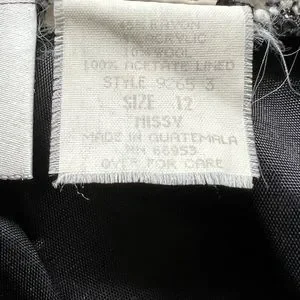 RAYON
ACRYLIC
10% WOOL
100% ACETATE LINED
STYLE 9265 3
SIZE 12
MISSY
MADE IN GUATEMALA
RN 66953
OVER FOR CARE